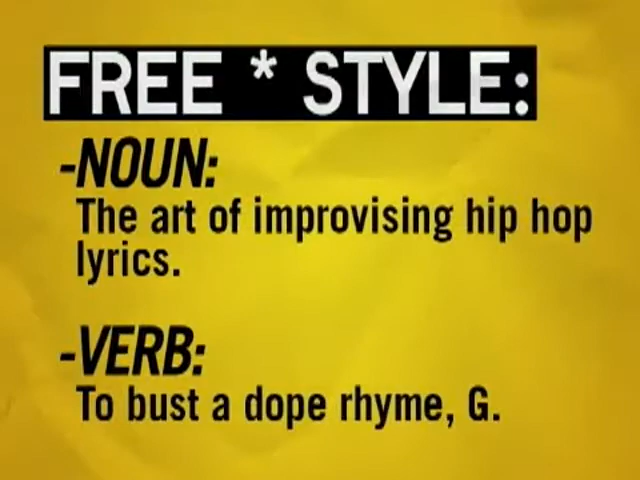 FREE * STYLE:
-NOUN:
The art of improvising hip hop
lyrics.
-VERB:
To bust a dope rhyme, G.